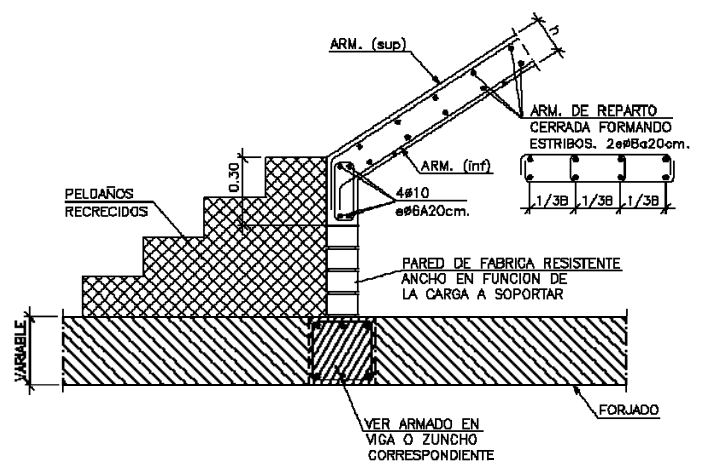 ARM. (sup)
h
ARM. DE REPARTO
CERRADA FORMANDO
ESTRIBOS. 2eø6a20cm.
ARM. (inf)
0.30
4ø10
eø6A20cm.
1/3B 1/3B 1/3B
PELDAÑOS
RECRECIDOS
PARED DE FABRICA RESISTENTE
ANCHO EN FUNCION DE
LA CARGA A SOPORTAR
VARIABLE
FORJADO
VER ARMADO EN
VIGA O ZUNCHO
CORRESPONDIENTE